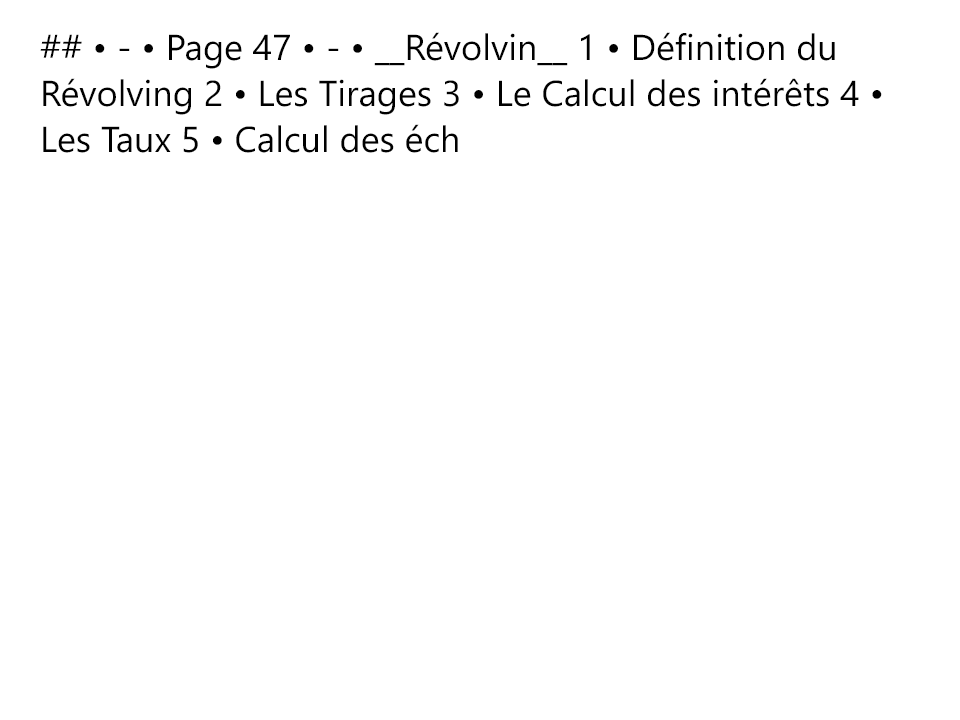 ## • - • Page 47 • - • __Révolvin__ 1 • Définition du
Révolving 2 • Les Tirages 3 • Le Calcul des intérêts 4 •
Les Taux 5 • Calcul des éch